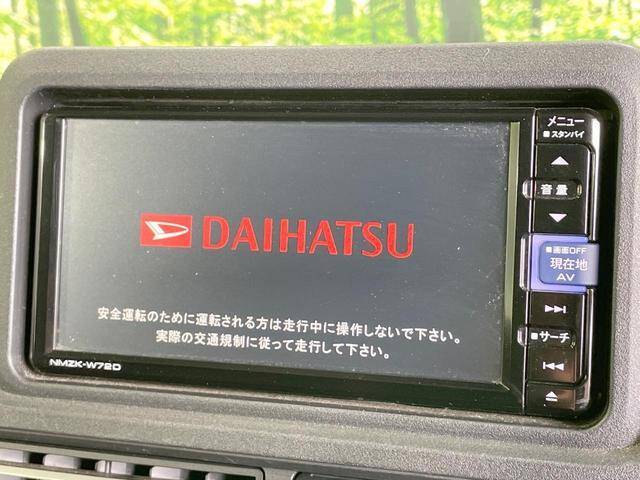 DAIHATSU
安全運転のために運転される方は走行中に操作しないで下さい。
実際の交通規制に従って走行して下さい。
NMZK-W72D
メニュー
■スタンバイ
音量
■画面OFF
現在地
AV
■サーチ